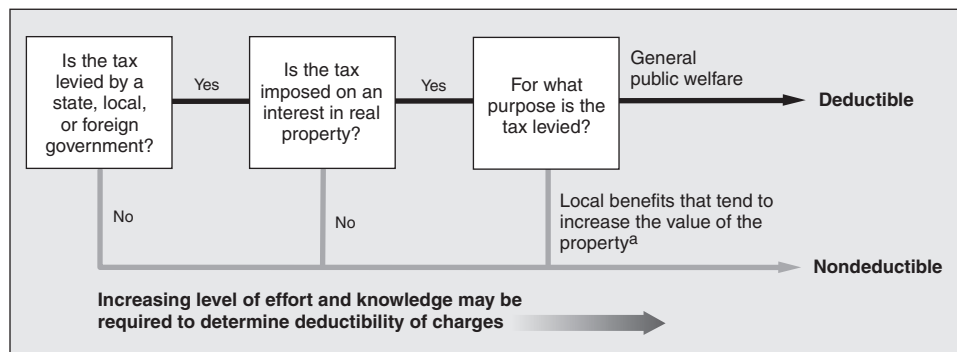 Is the tax
levied by a
state, local,
or foreign
government?
Yes
Is the tax
imposed on an
interest in real
property?
Yes
For what
purpose is the
tax levied?
General
public welfare
Deductible
No
No
Local benefits that tend to
increase the value of the
propertyᵃ
Nondeductible
Increasing level of effort and knowledge may be
required to determine deductibility of charges